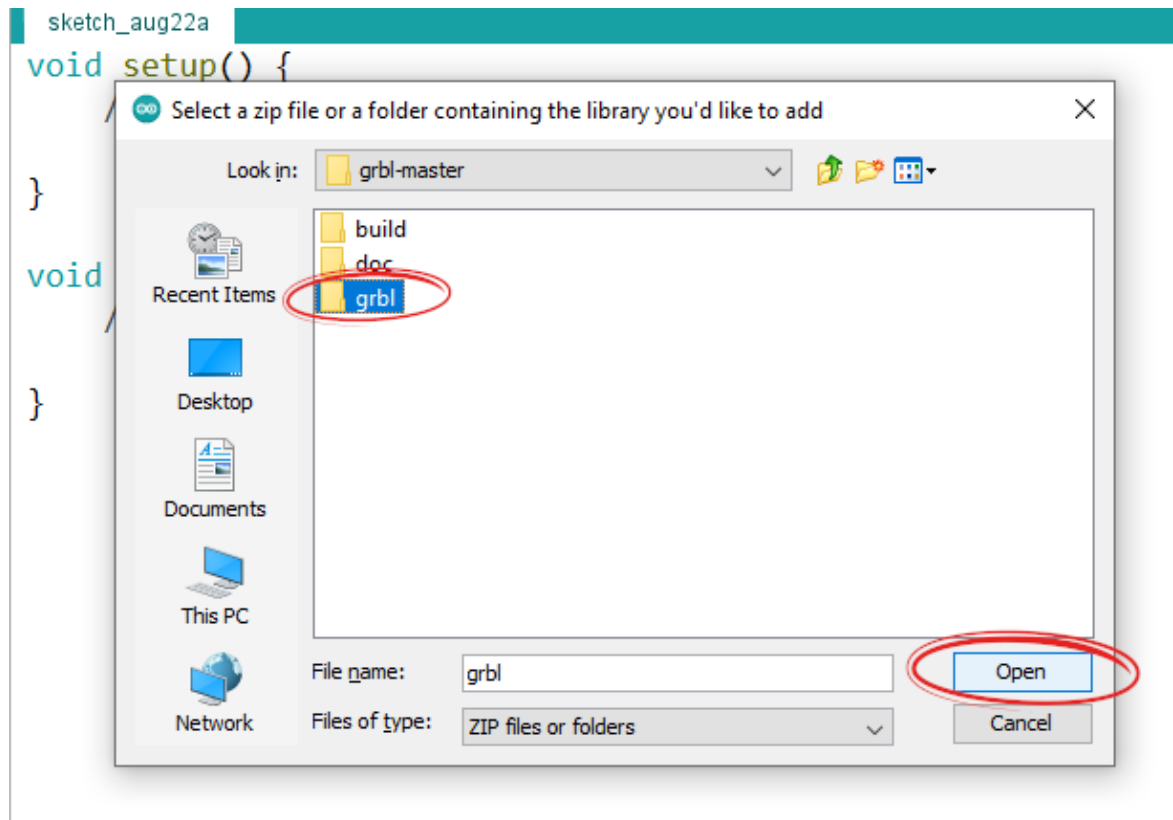 sketch_aug22a
void setup() {
/
}
void
/
}
Select a zip file or a folder containing the library you'd like to add
Look in:
grbl-master
build
doc
grbl
Recent Items
Desktop
Documents
This PC
Network
File name:
grbl
Open
Files of type:
ZIP files or folders
Cancel